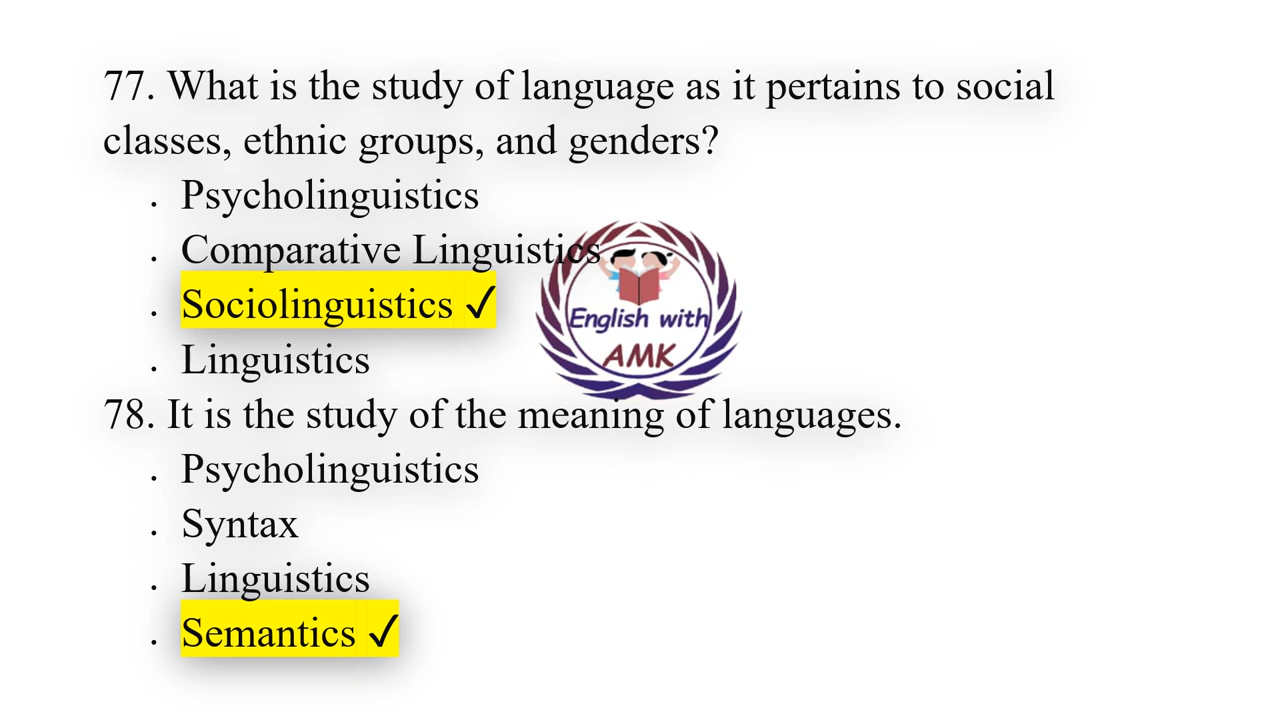 77. What is the study of language as it pertains to social
classes, ethnic groups, and genders?
. Psycholinguistics
. Comparative Linguistics
. Sociolinguistics ✓
. Linguistics
English with
AMK
78. It is the study of the meaning of languages.
. Psycholinguistics
. Syntax
. Linguistics
. Semantics ✓